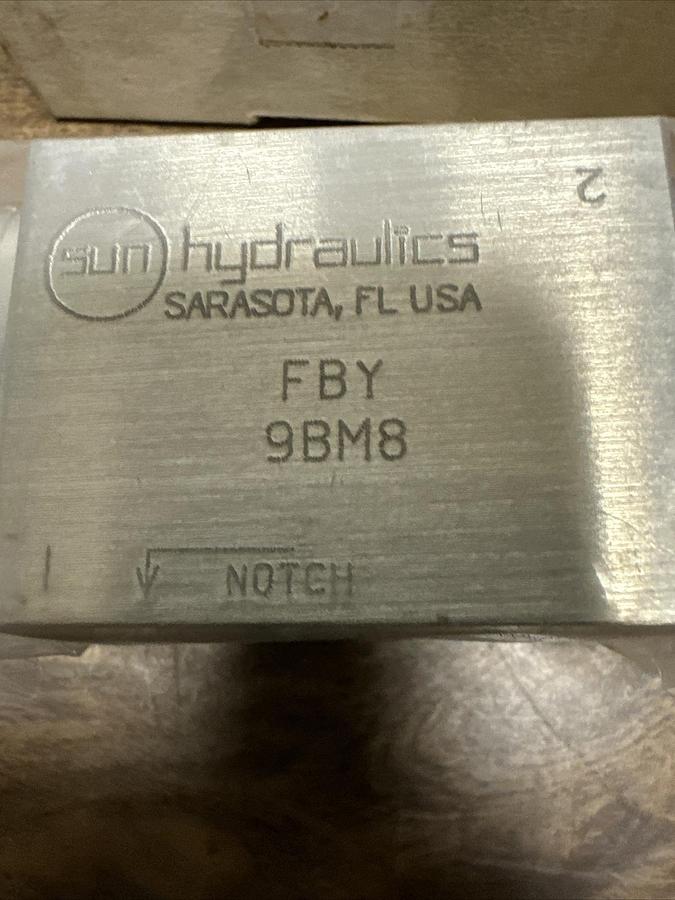 2
sun hydraulics
SARASOTA, FL USA
FBY
9BM8
1
NOTCH